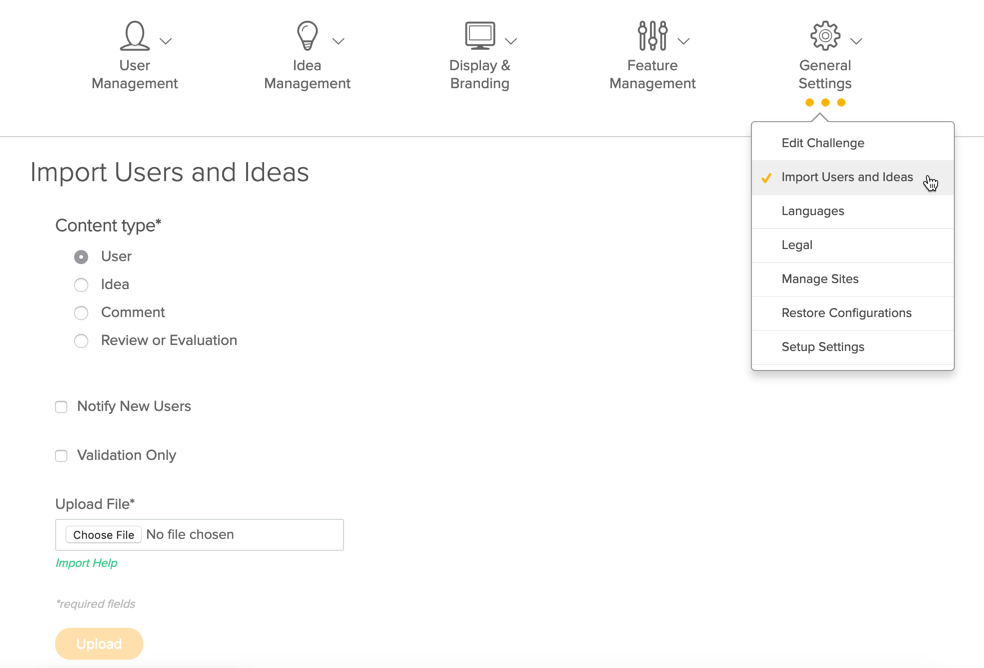 User
Management
Idea
Management
Display &
Branding
Feature
Management
General
Settings
Edit Challenge
Import Users and Ideas
Languages
Legal
Manage Sites
Restore Configurations
Setup Settings
Import Users and Ideas
Content type*
User
Idea
Comment
Review or Evaluation
Notify New Users
Validation Only
Upload File*
Choose File No file chosen
Import Help
*required fields
Upload